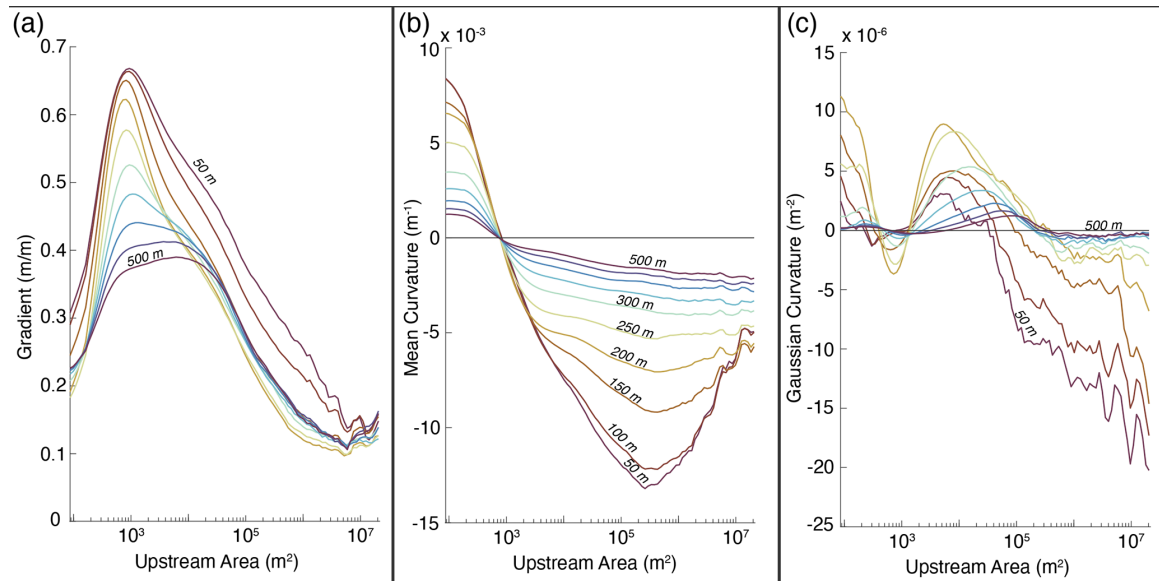 (a)
0.7
0.6
0.5
0.4
0.3
0.2
0.1
0
Gradient (m/m)
50 m
500 m
10³
10⁵
10⁷
Upstream Area (m²)
(b)
x 10⁻³
10
5
0
-5
-10
-15
Mean Curvature (m⁻¹)
500 m
300 m
250 m
200 m
150 m
100 m
50 m
10³
10⁵
10⁷
Upstream Area (m²)
(c)
x 10⁻⁶
15
10
5
0
-5
-10
-15
-20
-25
Gaussian Curvature (m⁻²)
500 m
50 m
10³
10⁵
10⁷
Upstream Area (m²)